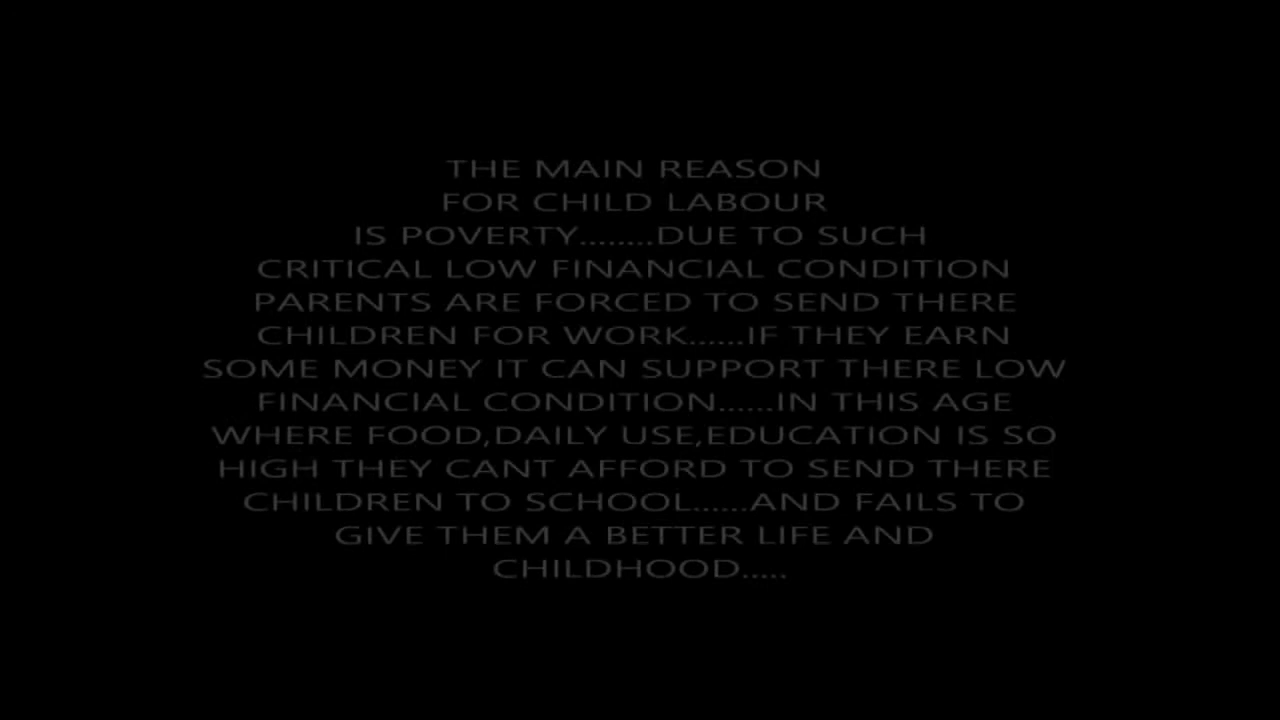 THE MAIN REASON
FOR CHILD LABOUR
IS POVERTY........DUE TO SUCH
CRITICAL LOW FINANCIAL CONDITION
PARENTS ARE FORCED TO SEND THERE
CHILDREN FOR WORK......IF THEY EARN
SOME MONEY IT CAN SUPPORT THERE LOW
FINANCIAL CONDITION......IN THIS AGE
WHERE FOOD,DAILY USE,EDUCATION IS SO
HIGH THEY CANT AFFORD TO SEND THERE
CHILDREN TO SCHOOL......AND FAILS TO
GIVE THEM A BETTER LIFE AND
CHILDHOOD.....